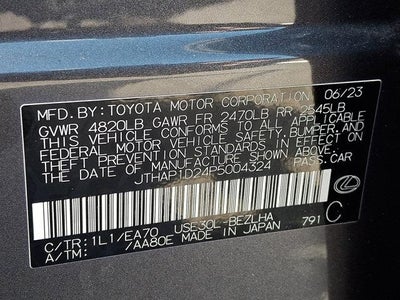 MFD. BY: TOYOTA MOTOR CORPORATION 06/23
GVWR 4820LB GAWR FR 2470LB RR 2545LB
THIS VEHICLE CONFORMS TO ALL APPLICABLE
FEDERAL MOTOR VEHICLE SAFETY, BUMPER, AND
THEFT PREVENTION STANDARDS IN EFFECT ON
THE DATE OF MANUFACTURE SHOWN ABOVE.
JTHAP1D24P5004324 PASS. CAR
C/TR: 1L1/EA70 USE30L-BEZLHA 791 C
A/TM: /AA80E MADE IN JAPAN